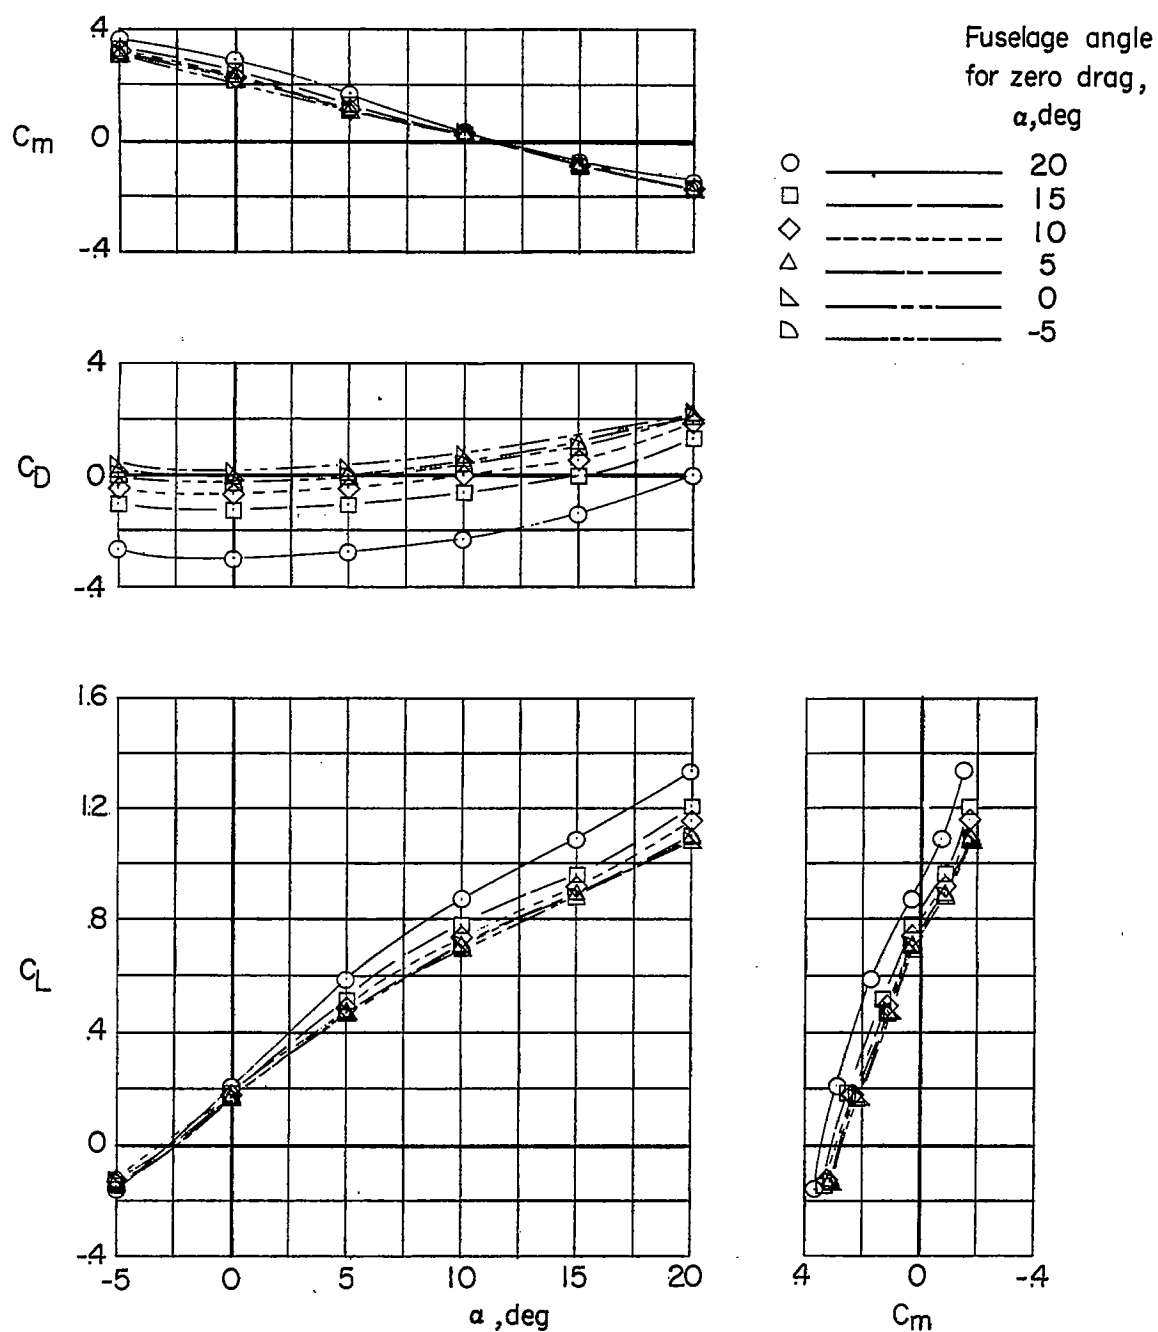 .4
Cm
0
-.4
Fuselage angle
for zero drag,
α,deg
20
15
10
5
0
-5
.4
CD
0
-.4
1.6
1.2
.8
CL
.4
0
-.4
-5 0 5 10 15 20
α ,deg
.4 0 -.4
Cm